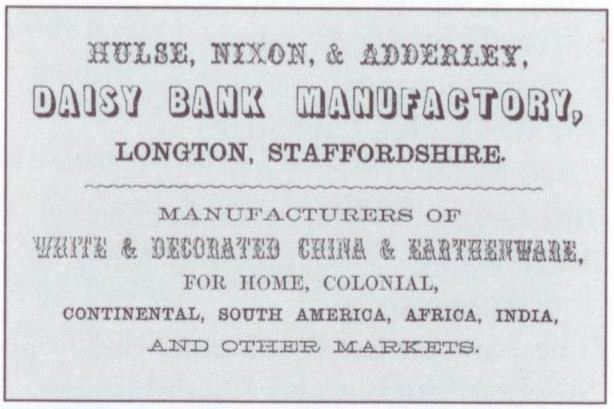 HULSE, NIXON, & ADDERLEY,
DAISY BANK MANUFACTORY,
LONGTON, STAFFORDSHIRE.
MANUFACTURERS OF
WHITE & DECORATED CHINA & EARTHENWARE,
FOR HOME, COLONIAL,
CONTINENTAL, SOUTH AMERICA, AFRICA, INDIA,
AND OTHER MARKETS.